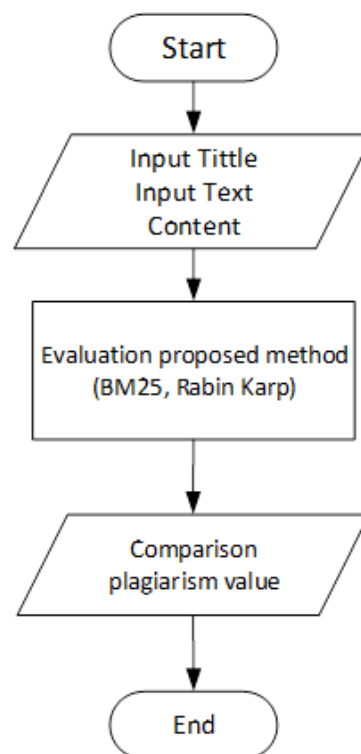 Start
Input Tittle
Input Text
Content
Evaluation proposed method
(BM25, Rabin Karp)
Comparison
plagiarism value
End